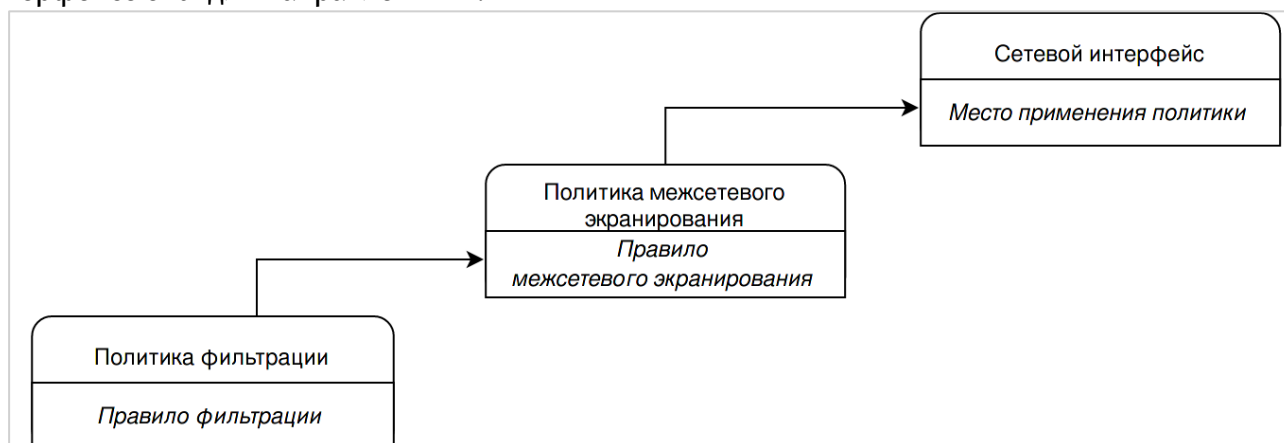 Сетевой интерфейс
Место применения политики
Политика межсетевого
экранирования
Правило
межсетевого экранирования
Политика фильтрации
Правило фильтрации